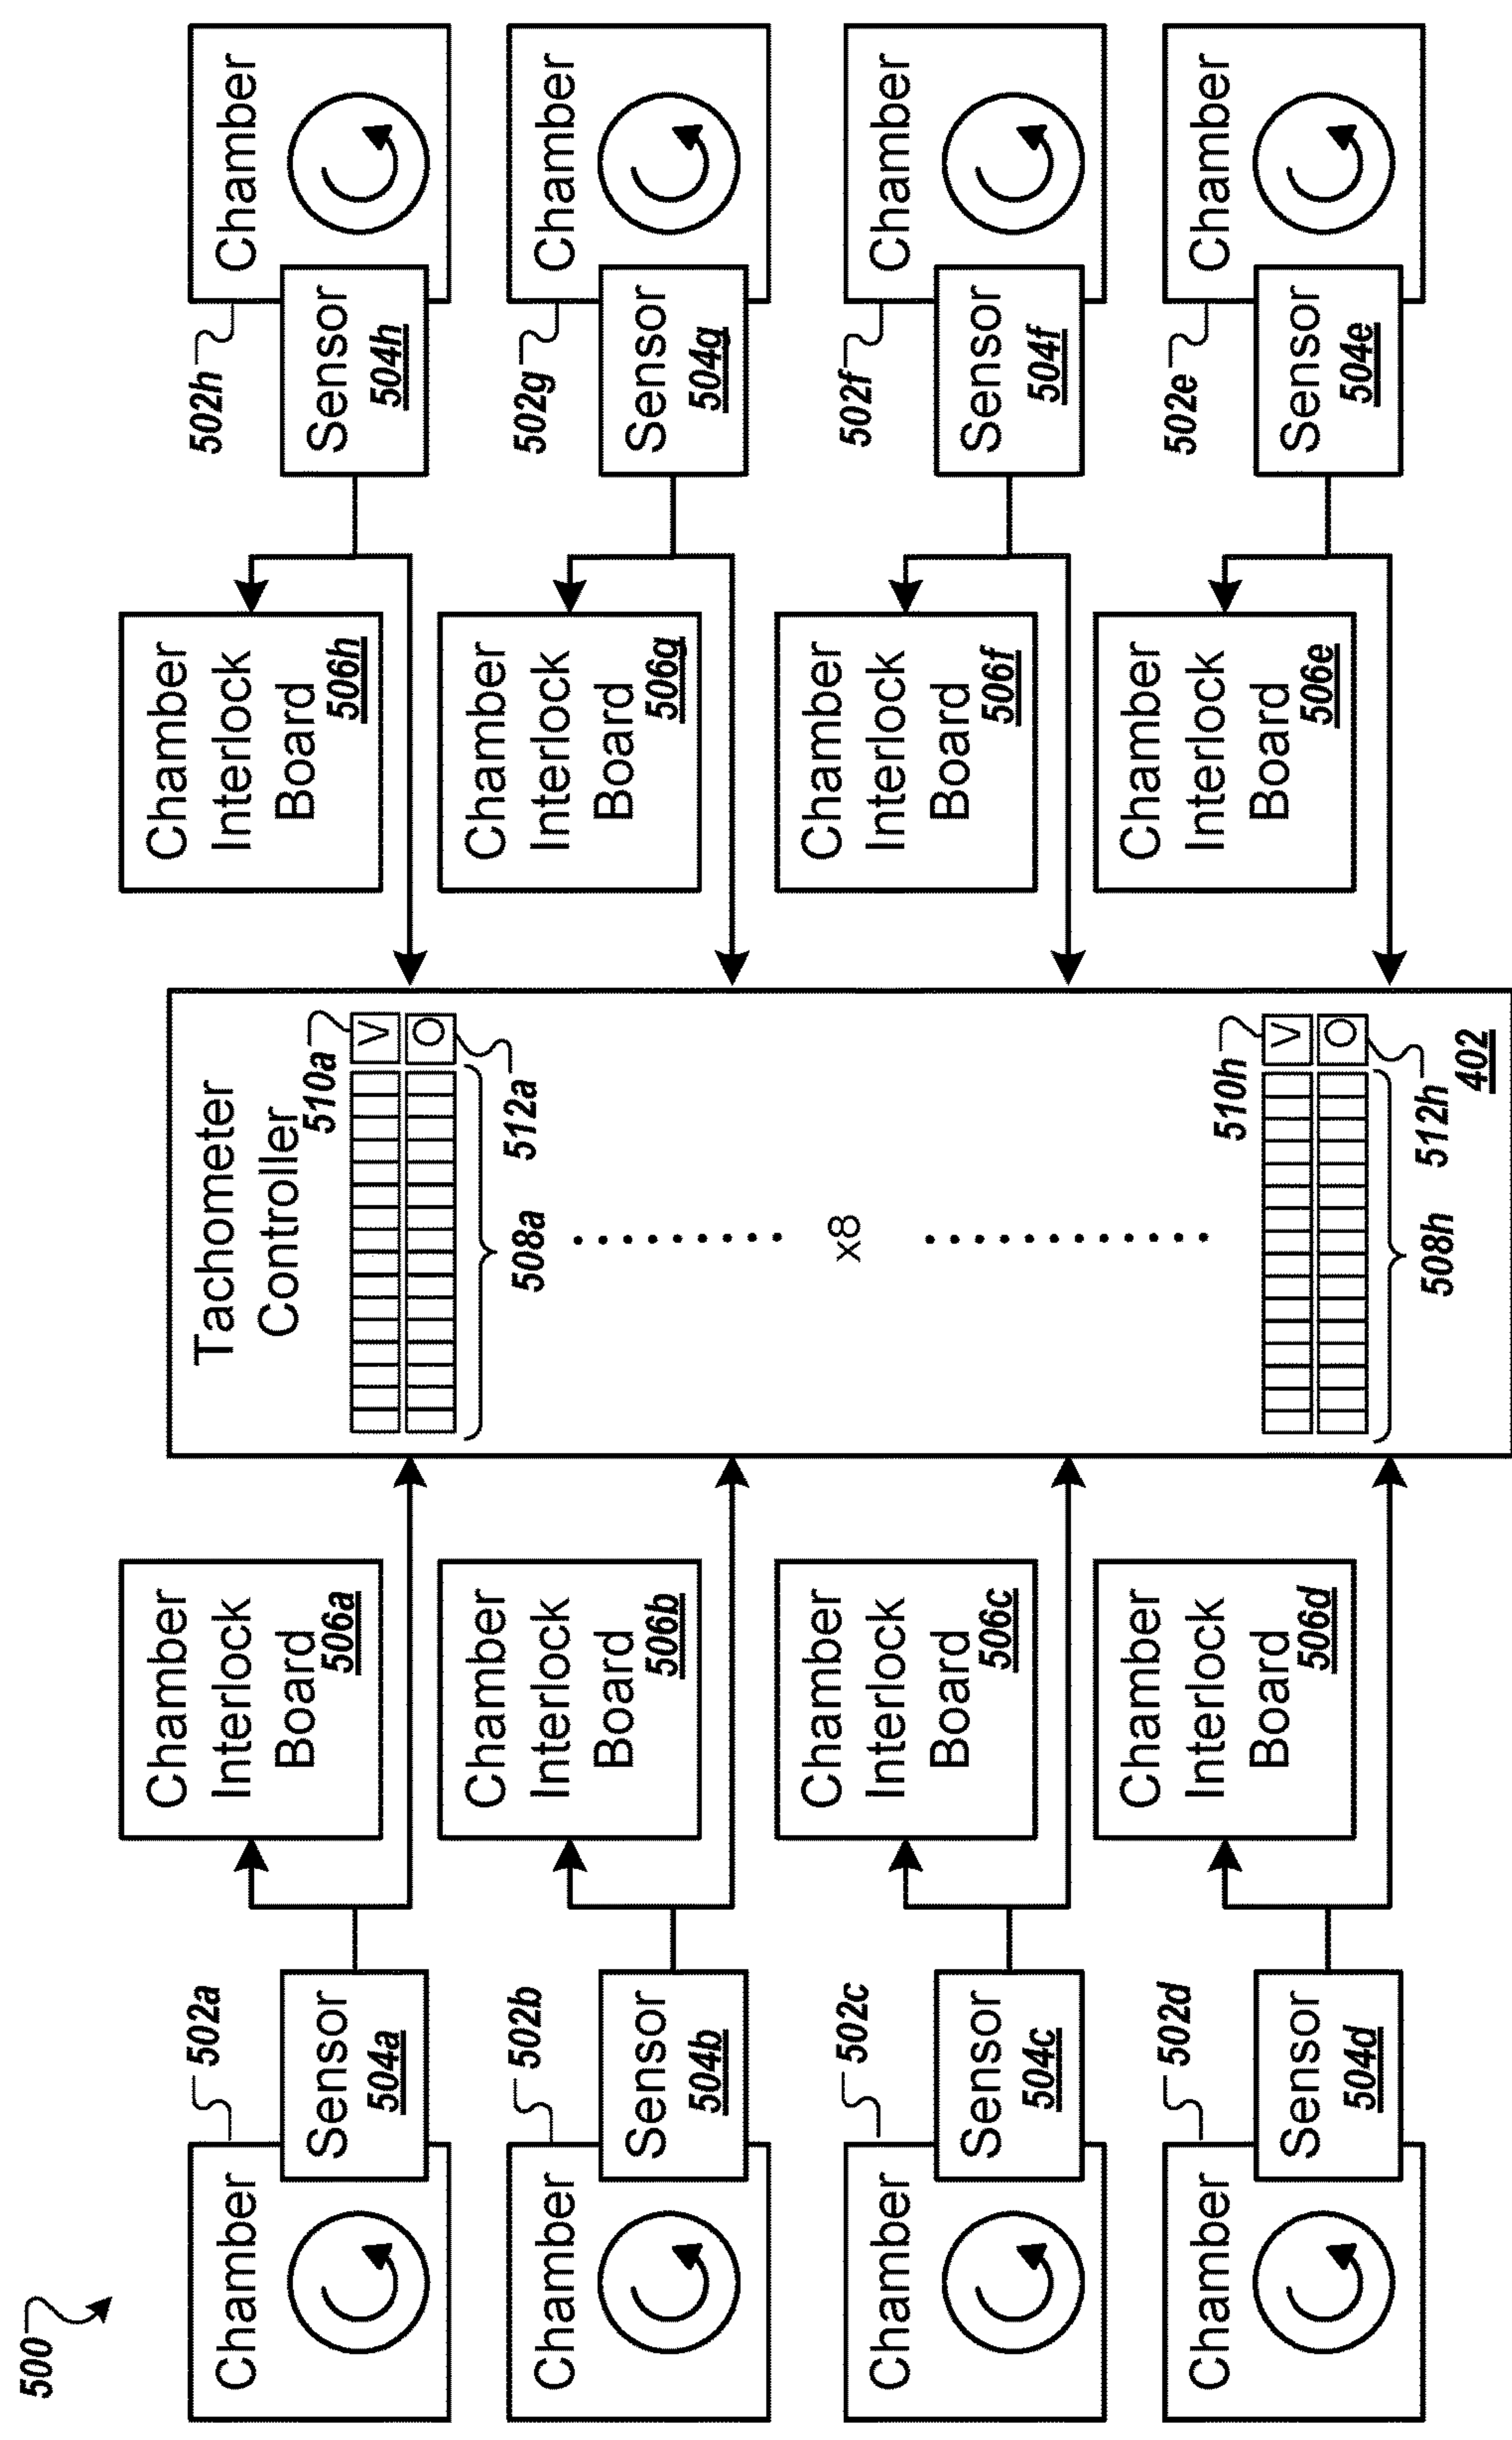 500
Chamber
502a
Sensor
504a
Chamber
Interlock
Board
506a
Chamber
502b
Sensor
504b
Chamber
Interlock
Board
506b
Chamber
502c
Sensor
504c
Chamber
Interlock
Board
506c
Chamber
502d
Sensor
504d
Chamber
Interlock
Board
506d
Tachometer
Controller
510a
V
O
512a
508a
x8
510h
V
O
512h
508h
402
Chamber
Interlock
Board
506h
Sensor
504h
502h
Chamber
Chamber
Interlock
Board
506g
Sensor
504g
502g
Chamber
Chamber
Interlock
Board
506f
Sensor
504f
502f
Chamber
Chamber
Interlock
Board
506e
Sensor
504e
502e
Chamber